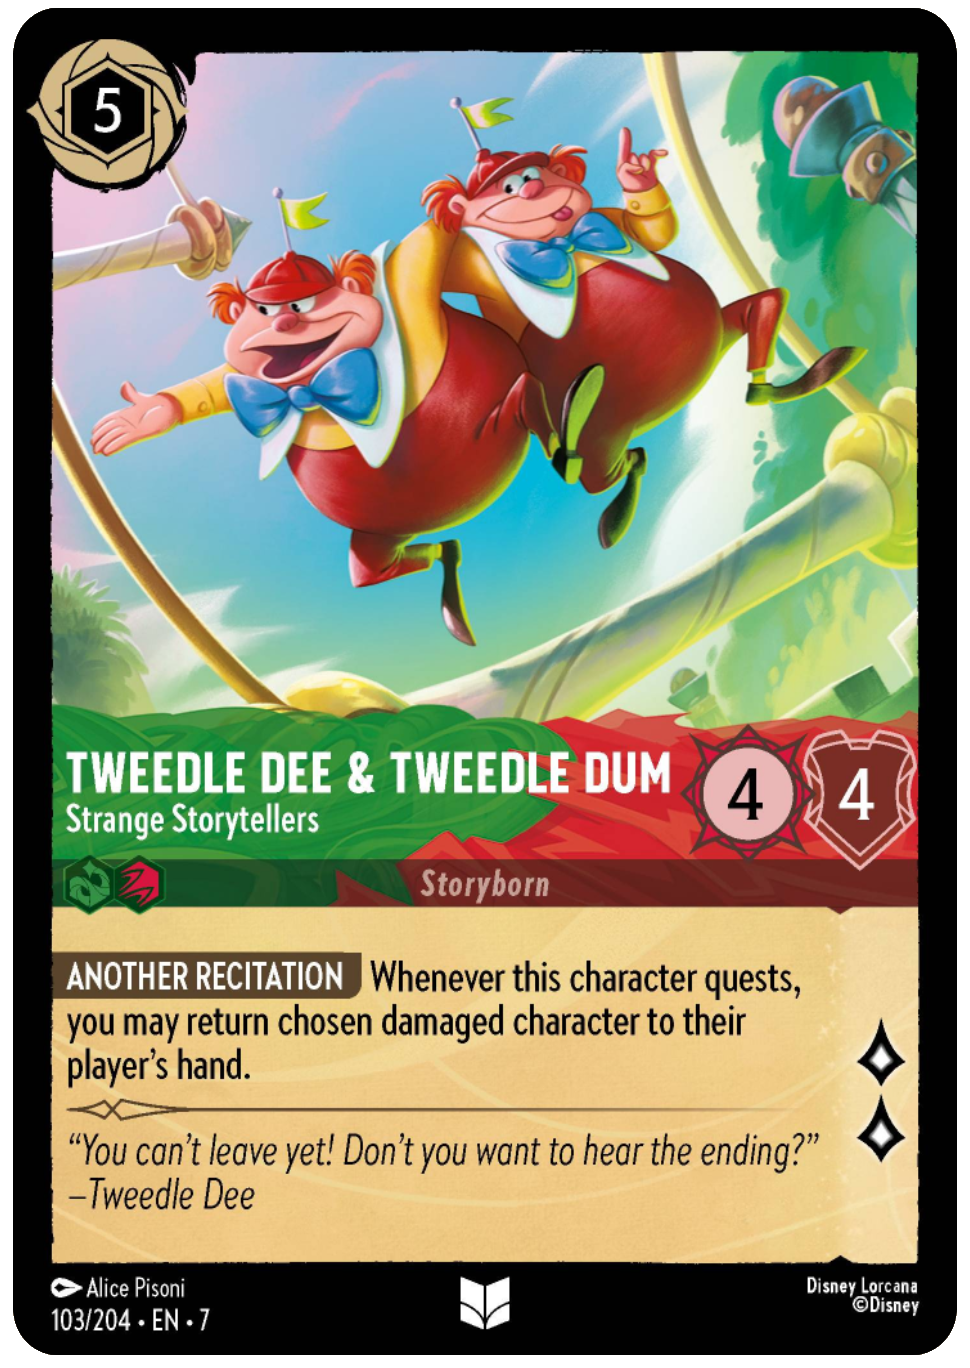 5
TWEEDLE DEE & TWEEDLE DUM
Strange Storytellers
4
4
Storyborn
ANOTHER RECITATION Whenever this character quests,
you may return chosen damaged character to their
player's hand.
“You can't leave yet! Don't you want to hear the ending?”
–Tweedle Dee
Alice Pisoni
103/204 • EN • 7
Disney Lorcana
©Disney